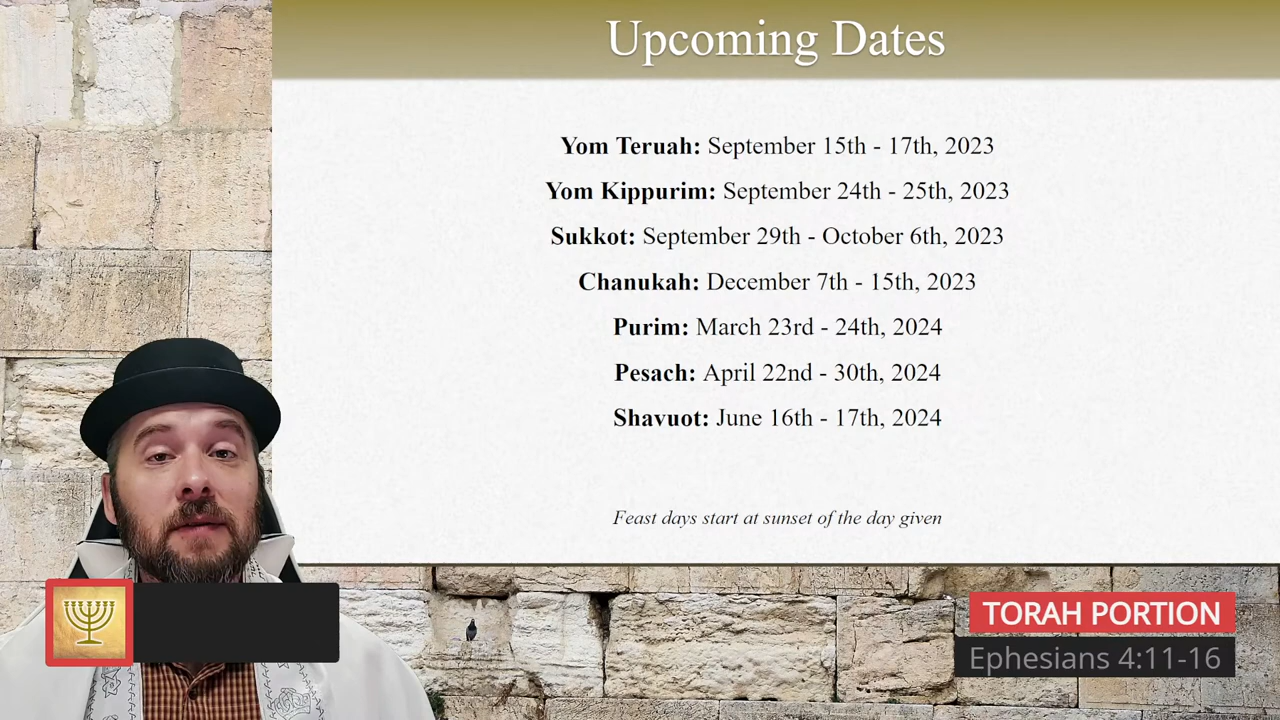 Upcoming Dates
Yom Teruah: September 15th - 17th, 2023
Yom Kippurim: September 24th - 25th, 2023
Sukkot: September 29th - October 6th, 2023
Chanukah: December 7th - 15th, 2023
Purim: March 23rd - 24th, 2024
Pesach: April 22nd - 30th, 2024
Shavuot: June 16th - 17th, 2024
Feast days start at sunset of the day given
TORAH PORTION
Ephesians 4:11-16